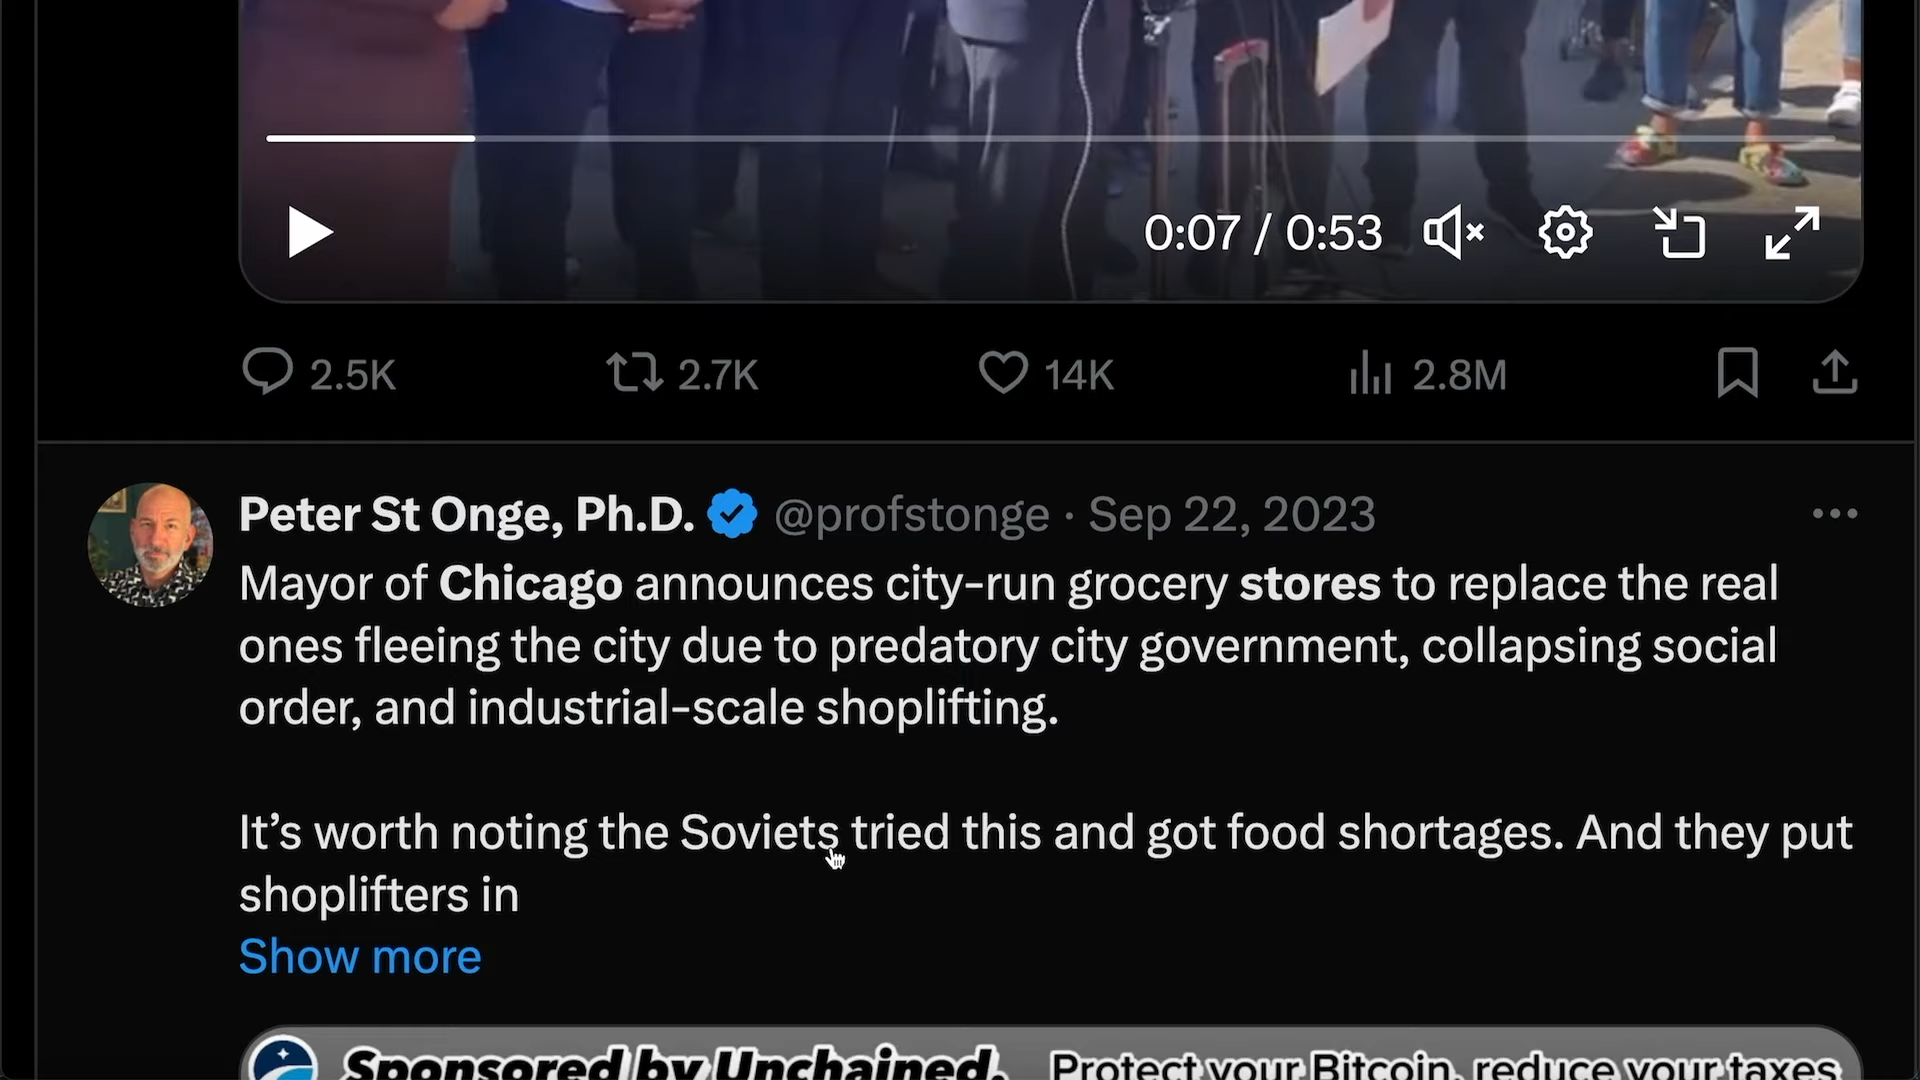 0:07 / 0:53
2.5K 2.7K 14K 2.8M
Peter St Onge, Ph.D. @profstonge · Sep 22, 2023
Mayor of Chicago announces city-run grocery stores to replace the real
ones fleeing the city due to predatory city government, collapsing social
order, and industrial-scale shoplifting.
It’s worth noting the Soviets tried this and got food shortages. And they put
shoplifters in
Show more
Sponsored by Unchained. Protect your Bitcoin, reduce your taxes